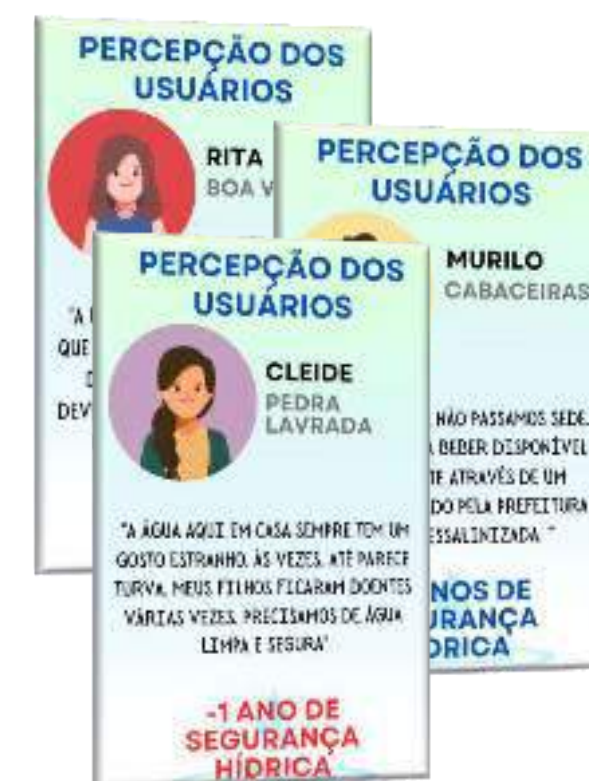 PERCEPÇÃO DOS
USUÁRIOS
RITA
BOA V
"A
QUE
DEV
PERCEPÇÃO DOS
USUÁRIOS
MURILO
CABACEIRAS
NÃO PASSAMOS SEDE.
BEBER DISPONÍVEL
TE ATRAVÉS DE UM
DO PELA PREFEITURA
ESSALINIZADA "
NOS DE
URANÇA
DRICA
PERCEPÇÃO DOS
USUÁRIOS
CLEIDE
PEDRA
LAVRADA
"A ÁGUA AQUI EM CASA SEMPRE TEM UM
GOSTO ESTRANHO. ÀS VEZES, ATÉ PARECE
TURVA. MEUS FILHOS FICARAM DOENTES
VÁRIAS VEZES. PRECISAMOS DE ÁGUA
LIMPA E SEGURA"
-1 ANO DE
SEGURANÇA
HÍDRICA